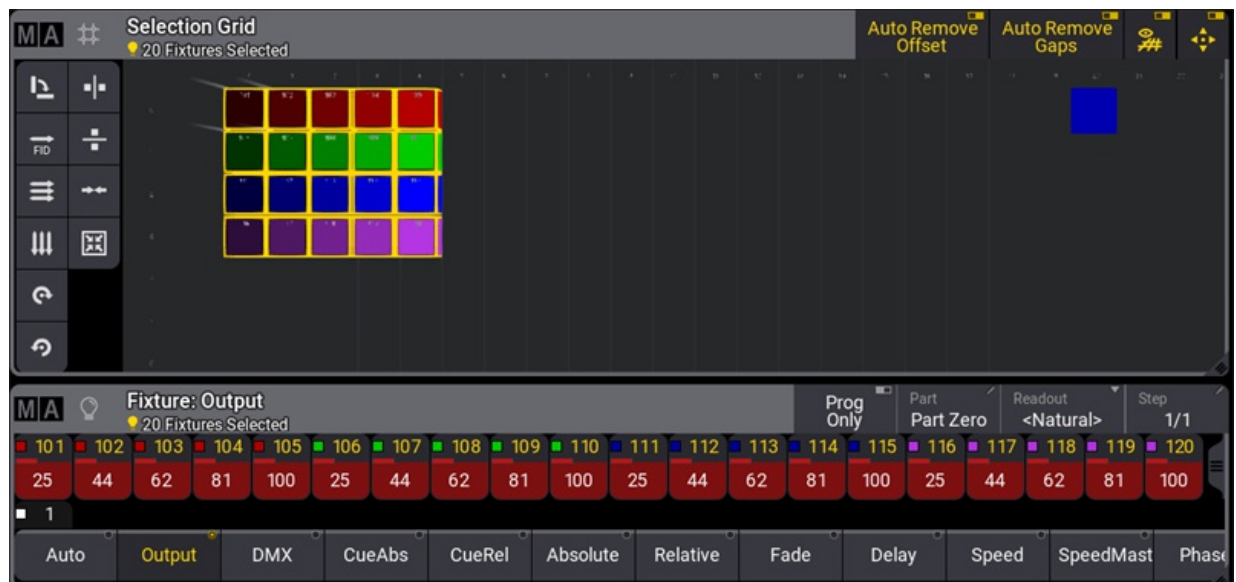 MA Selection Grid
20 Fixtures Selected
Auto Remove Offset
Auto Remove Gaps
FID
MA Fixture: Output
20 Fixtures Selected
Prog Only
Part
Part Zero
Readout
<Natural>
Step
1/1
101 102 103 104 105 106 107 108 109 110 111 112 113 114 115 116 117 118 119 120
25 44 62 81 100 25 44 62 81 100 25 44 62 81 100 25 44 62 81 100
1
Auto Output DMX CueAbs CueRel Absolute Relative Fade Delay Speed SpeedMast Phase